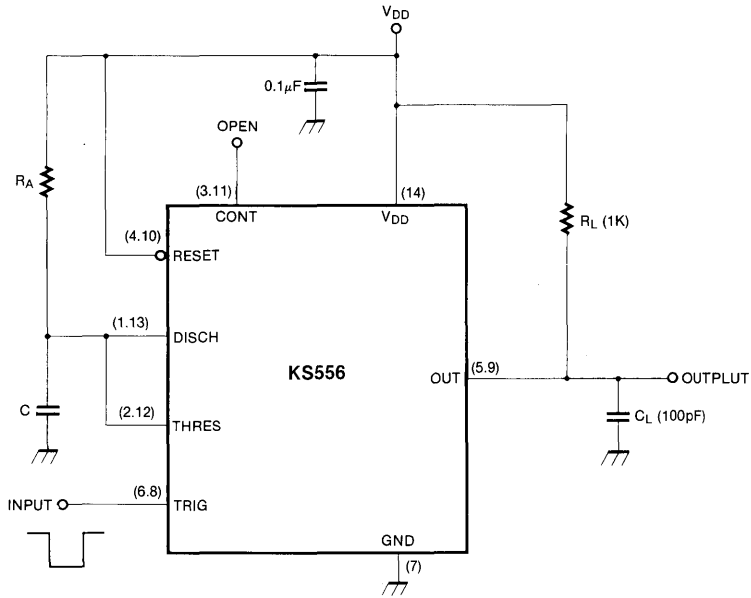 VDD
0.1μF
OPEN
RA
(3.11)
(14)
CONT
VDD
RL (1K)
(4.10)
RESET
(1.13)
DISCH
KS556
OUT
(5.9)
OUTPLUT
C
(2.12)
THRES
CL (100pF)
(6.8)
INPUT
TRIG
GND
(7)